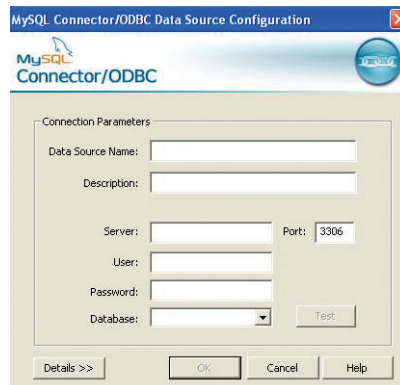 MySQL Connector/ODBC Data Source Configuration
MySQL
Connector/ODBC
Connection Parameters
Data Source Name:
Description:
Server: Port: 3306
User:
Password:
Database: Test
Details >> OK Cancel Help